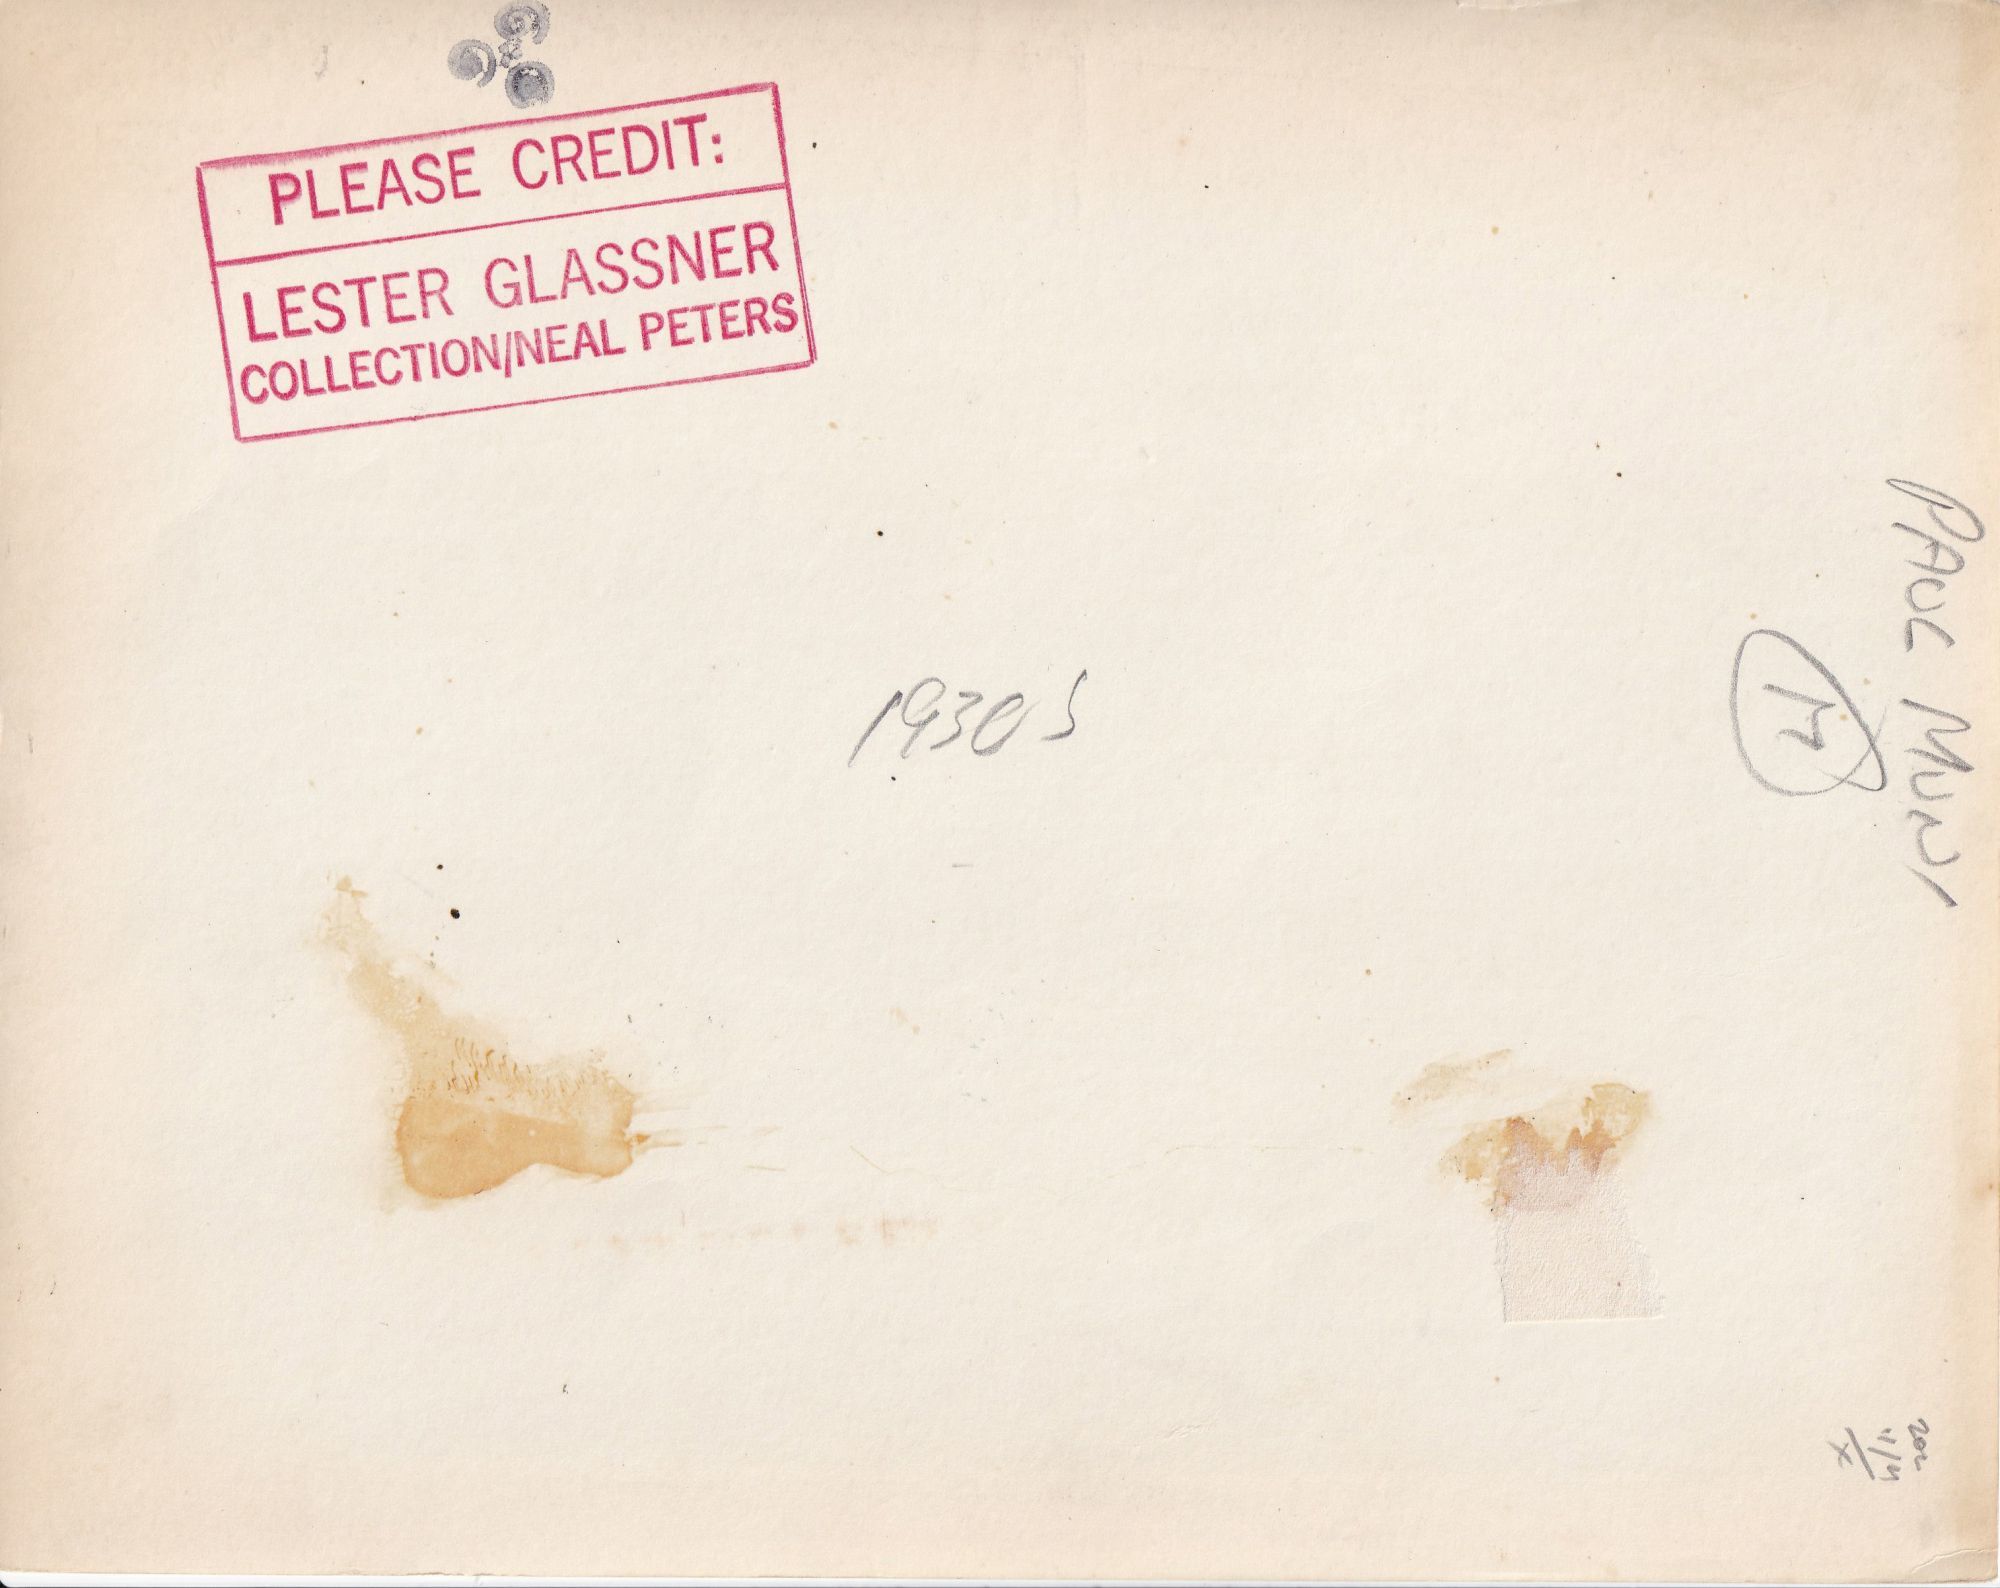 PLEASE CREDIT:
LESTER GLASSNER
COLLECTION/NEAL PETERS
1930s
PAUL MUNI